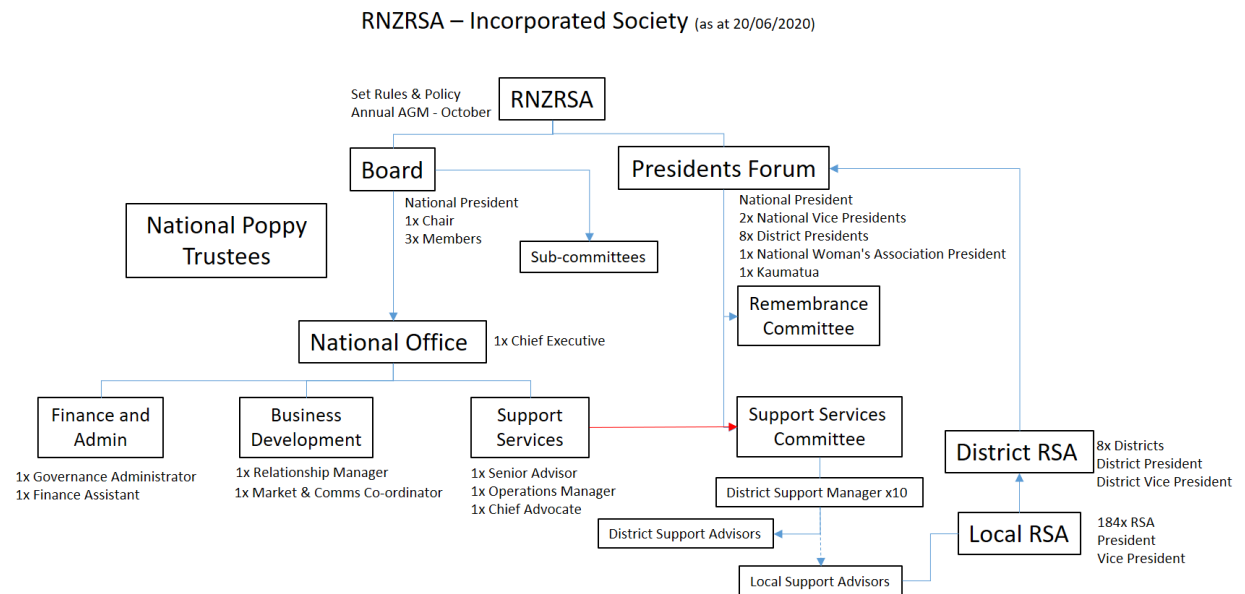 RNZRSA – Incorporated Society (as at 20/06/2020)
Set Rules & Policy
Annual AGM - October
RNZRSA
Board
Presidents Forum
National President
1x Chair
3x Members
National President
2x National Vice Presidents
8x District Presidents
1x National Woman's Association President
1x Kaumatua
National Poppy
Trustees
Sub-committees
Remembrance
Committee
National Office
1x Chief Executive
Finance and
Admin
Business
Development
Support
Services
Support Services
Committee
1x Governance Administrator
1x Finance Assistant
1x Relationship Manager
1x Market & Comms Co-ordinator
1x Senior Advisor
1x Operations Manager
1x Chief Advocate
District RSA
8x Districts
District President
District Vice President
District Support Manager x10
District Support Advisors
Local RSA
184x RSA
President
Vice President
Local Support Advisors